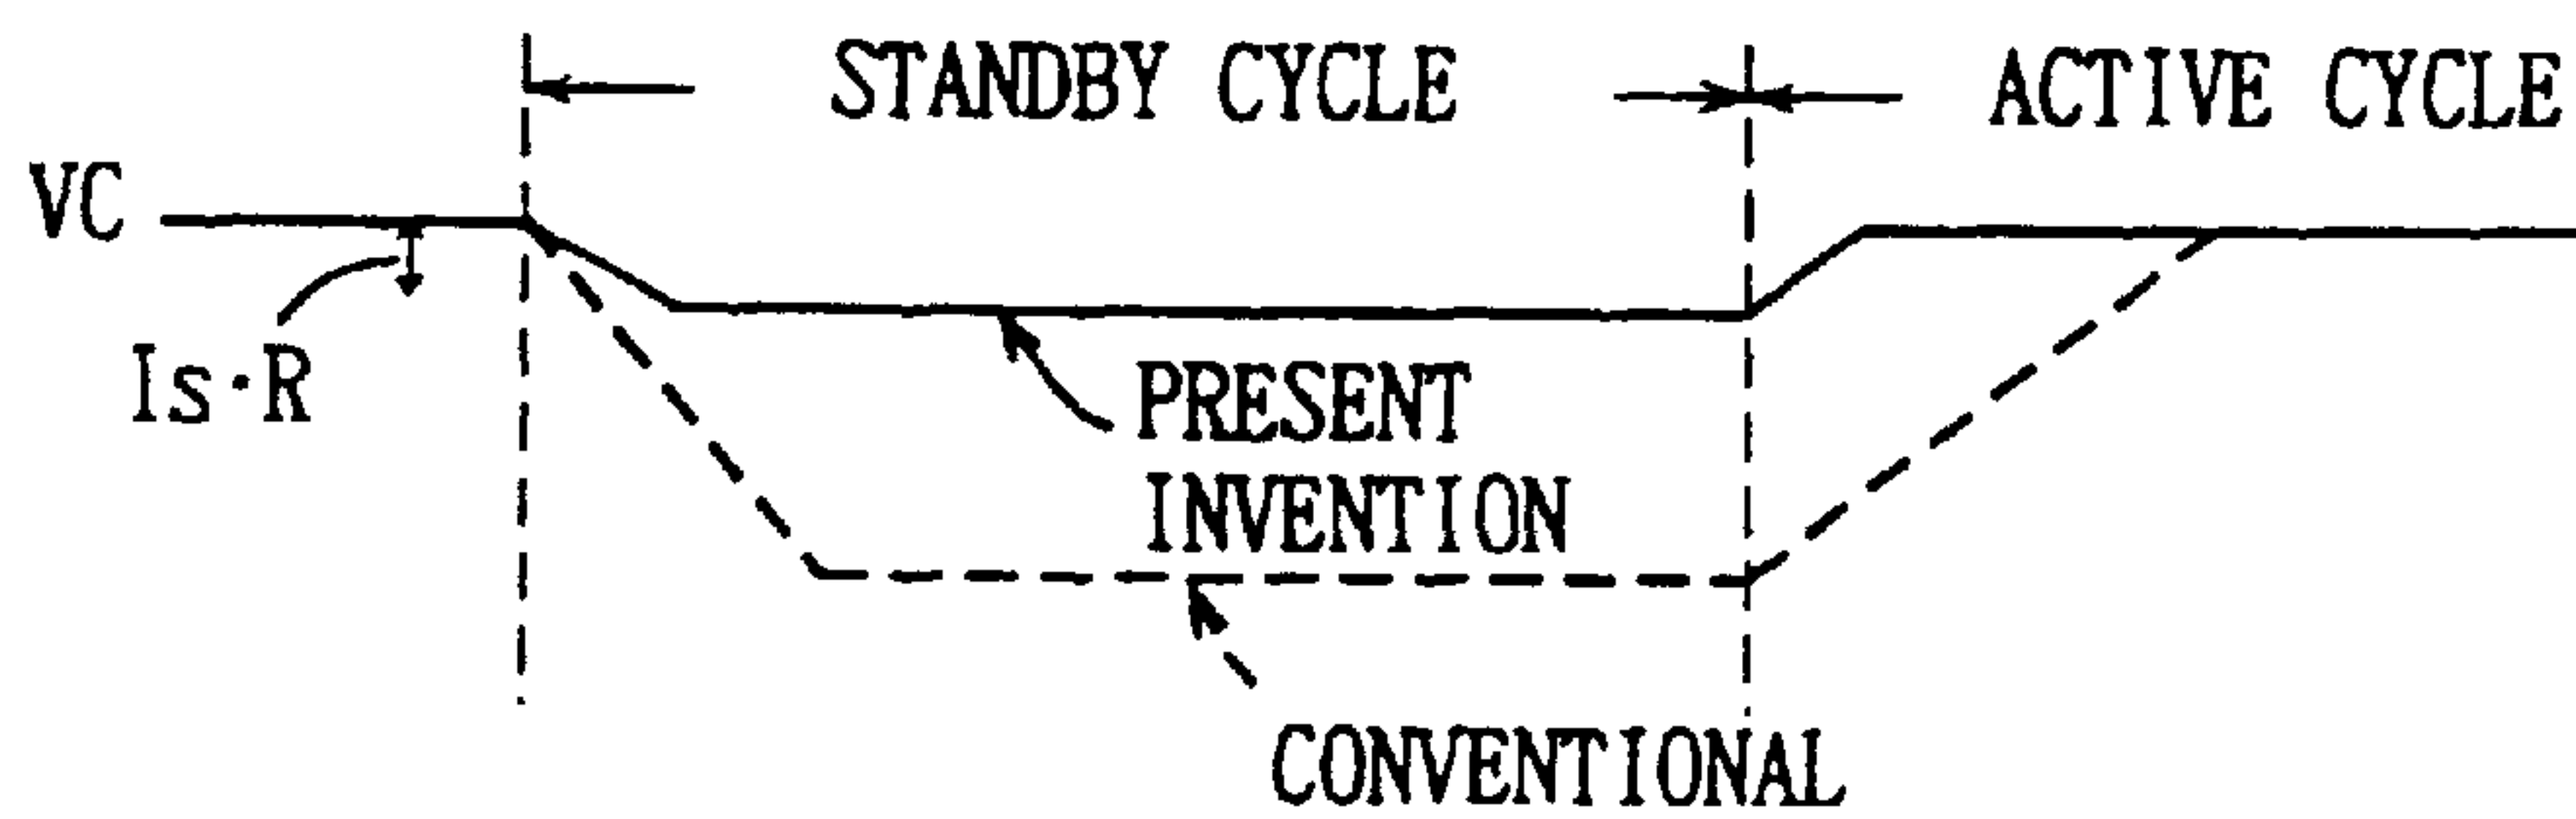 STANDBY CYCLE
ACTIVE CYCLE
VC
Is·R
PRESENT
INVENTION
CONVENTIONAL